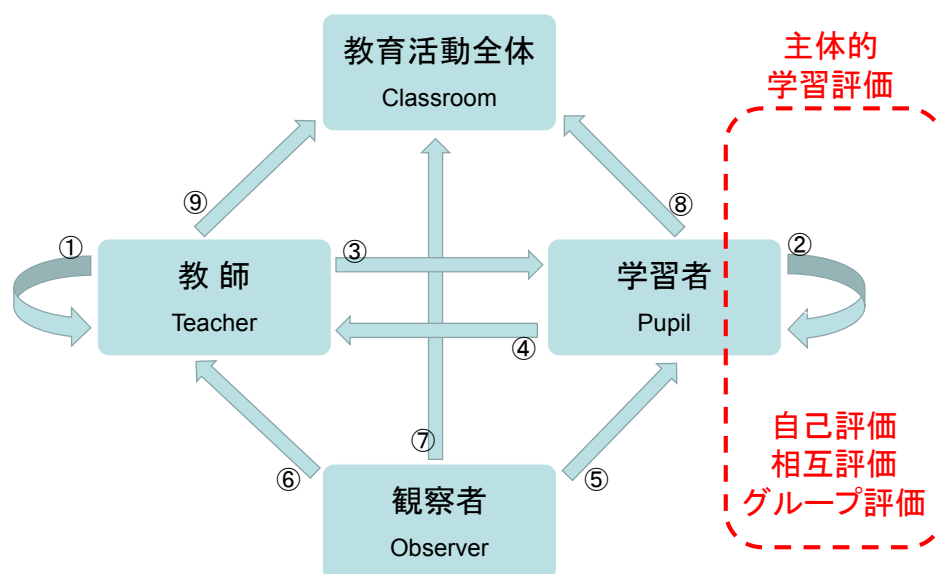 教育活動全体
Classroom
主体的
学習評価
⑨
⑧
①
教 師
Teacher
③
④
学習者
Pupil
②
⑦
⑥
⑤
観察者
Observer
自己評価
相互評価
グループ評価